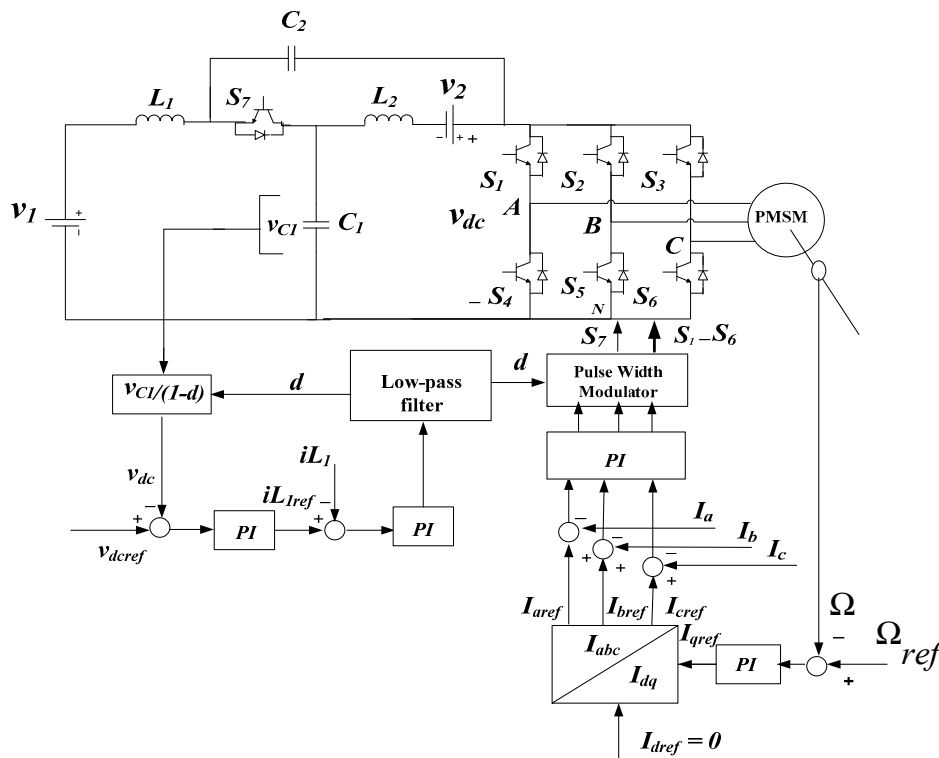 C2
L1
S7
L2
v2
- + +
v1
+
-
vC1
C1
vdc
S1
S2
S3
A
B
C
PMSM
- S4
S5
S6
N
S7
S1 – S6
vC1/(1-d)
d
Low-pass
filter
d
Pulse Width
Modulator
PI
vdc
iL1
iL1ref
-
+
-
+
vdcref
PI
PI
-
Ia
+
-
Ib
+
-
Ic
+
Iaref
Ibref
Icref
Iabc
Idq
Iqref
PI
Ω
-
Ωref
+
Idref = 0